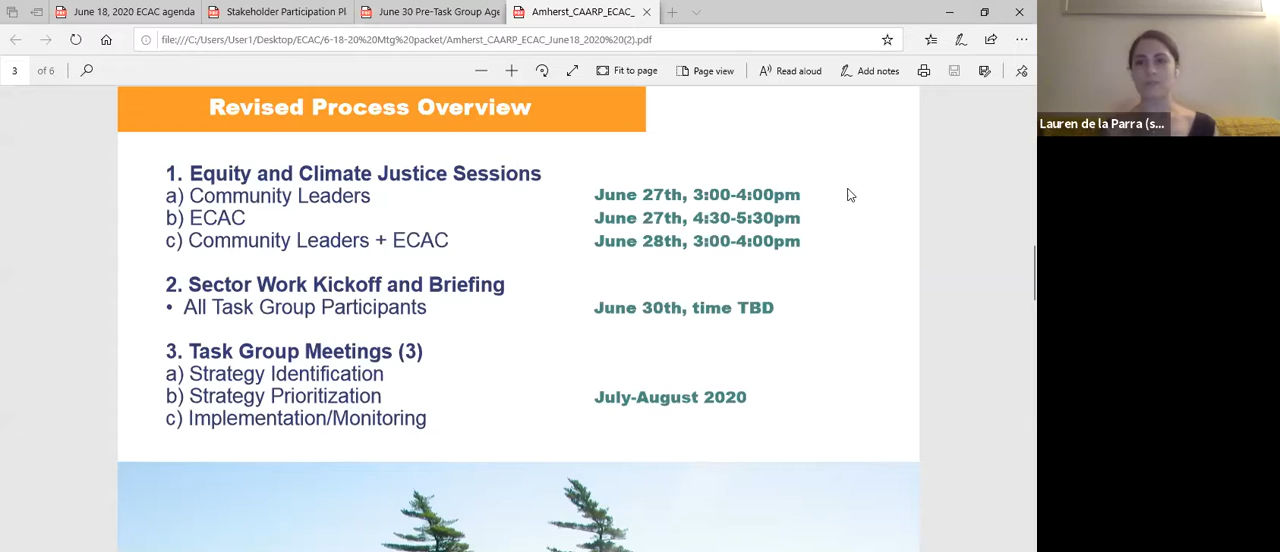 June 18, 2020 ECAC agenda
Stakeholder Participation Pl
June 30 Pre-Task Group Age
Amherst_CAARP_ECAC_
file:///C:/Users/User1/Desktop/ECAC/6-18-20%20Mtg%20packet/Amherst_CAARP_ECAC_June18_2020%20(2).pdf
3 of 6
Fit to page
Page view
Read aloud
Add notes
Lauren de la Parra (s...
Revised Process Overview
1. Equity and Climate Justice Sessions
a) Community Leaders June 27th, 3:00-4:00pm
b) ECAC June 27th, 4:30-5:30pm
c) Community Leaders + ECAC June 28th, 3:00-4:00pm
2. Sector Work Kickoff and Briefing
• All Task Group Participants June 30th, time TBD
3. Task Group Meetings (3)
a) Strategy Identification
b) Strategy Prioritization July-August 2020
c) Implementation/Monitoring